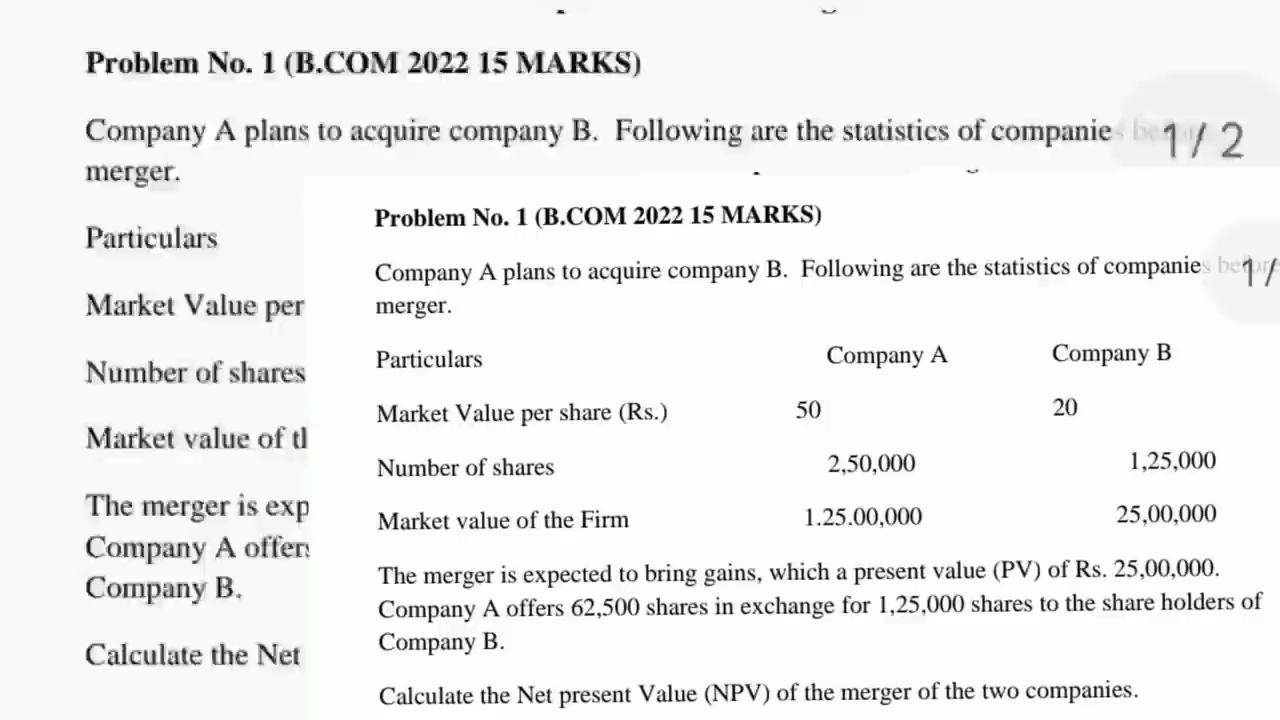 Problem No. 1 (B.COM 2022 15 MARKS)
Company A plans to acquire company B. Following are the statistics of companie
1 / 2
merger.
Particulars
Market Value per
Number of shares
Market value of
The merger is
Company A
Company B.
Calculate the Net
Problem No. 1 (B.COM 2022 15 MARKS)
Company A plans to acquire company B. Following are the statistics of companies before
1/
merger.
Particulars Company A Company B
Market Value per share (Rs.) 50 20
Number of shares 2,50,000 1,25,000
Market value of the Firm 1.25.00,000 25,00,000
The merger is expected to bring gains, which a present value (PV) of Rs. 25,00,000.
Company A offers 62,500 shares in exchange for 1,25,000 shares to the share holders of
Company B.
Calculate the Net present Value (NPV) of the merger of the two companies.